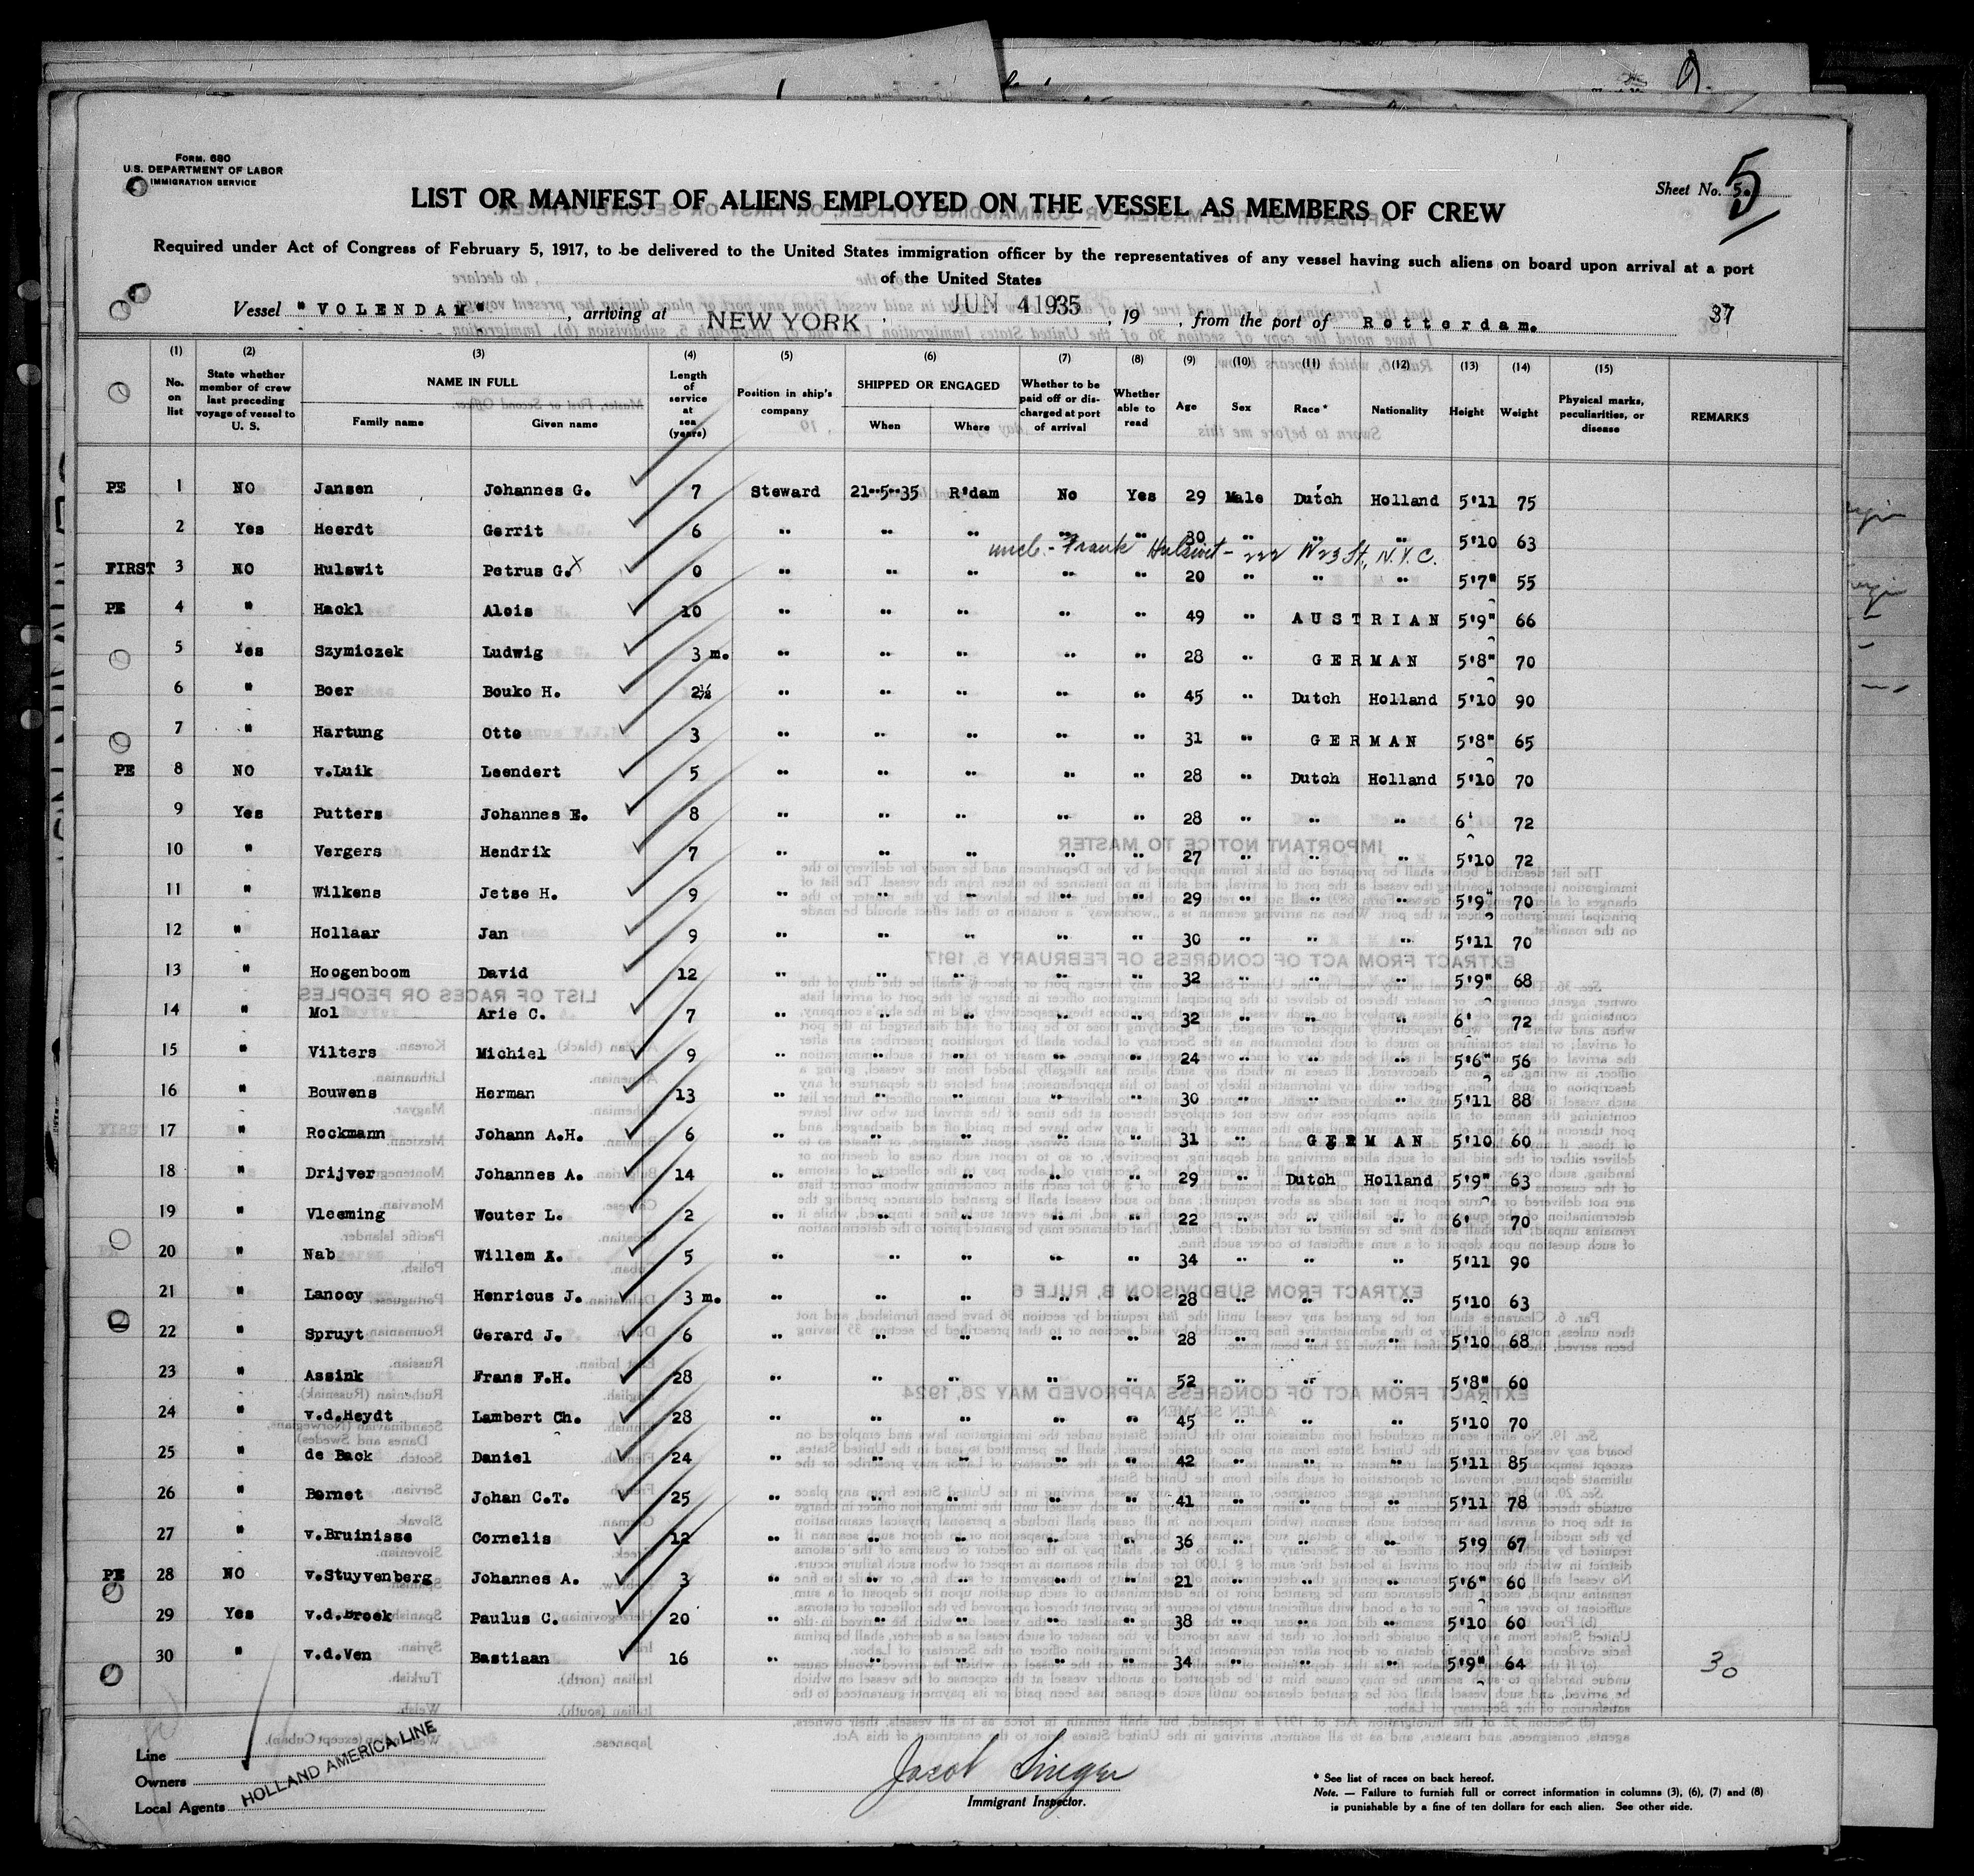 FORM. 680
U.S. DEPARTMENT OF LABOR
IMMIGRATION SERVICE
Sheet No. 5. 5
LIST OR MANIFEST OF ALIENS EMPLOYED ON THE VESSEL AS MEMBERS OF CREW
Required under Act of Congress of February 5, 1917, to be delivered to the United States immigration officer by the representatives of any vessel having such aliens on board upon arrival at a port
of the United States
Vessel "VOLENDAM", arriving at NEW YORK, JUN 4 1935, 19 , from the port of Rotterdam. 37
(1) (2) (3) (4) (5) (6) (7) (8) (9) (10) (11) (12) (13) (14) (15)
No. on list State whether member of crew last preceding voyage of vessel to U. S. NAME IN FULL Family name Given name Length of service at sea (years) Position in ship's company SHIPPED OR ENGAGED When Where Whether to be paid off or discharged at port of arrival Whether able to read Age Sex Race* Nationality Height Weight Physical marks, peculiarities, or disease REMARKS
PE 1 NO Jansen Johannes G. 7 Steward 21"5"35 R'dam No Yes 29 Male Dutch Holland 5'11 75
2 Yes Heerdt Gerrit 6 " " " " " 30 " " " 5'10 63
uncle - Frank Hulswit - 222 W 23 St, N.Y.C.
FIRST 3 NO Hulswit Petrus G. x 0 " " " " " 20 " " " 5'7" 55
PE 4 " Hackl Alois 10 " " " " " 49 " AUSTRIAN 5'9" 66
5 Yes Szymiczek Ludwig 3 m. " " " " " 28 " GERMAN 5'8" 70
6 " Boer Bouko H. 2½ " " " " " 45 " Dutch Holland 5'10 90
7 " Hartung Otto 3 " " " " " 31 " GERMAN 5'8" 65
PE 8 NO v.Luik Leendert 5 " " " " " 28 " Dutch Holland 5'10 70
9 Yes Putters Johannes E. 8 " " " " " 28 " " " 6' 72
10 " Vergers Hendrik 7 " " " " " 27 " " " 5'10 72
11 " Wilkens Jetse H. 9 " " " " " 29 " " " 5'9" 70
12 " Hollaar Jan 9 " " " " " 30 " " " 5'11 70
13 " Hoogenboom David 12 " " " " " 32 " " " 5'9" 68
14 " Mol Arie C. 7 " " " " " 32 " " " 6' 72
15 " Vilters Michiel 9 " " " " " 24 " " " 5'6" 56
16 " Bouwens Herman 13 " " " " " 30 " " " 5'11 88
17 " Rockmann Johann A.H. 6 " " " " " 31 " GERMAN 5'10 60
18 " Drijver Johannes A. 14 " " " " " 29 " Dutch Holland 5'9" 63
19 " Vleeming Wouter L. 2 " " " " " 22 " " " 6' 70
20 " Nab Willem A. 5 " " " " " 34 " " " 5'11 90
21 " Lanooy Henricus J. 3 m. " " " " " 28 " " " 5'10 63
22 " Spruyt Gerard J. 6 " " " " " 28 " " " 5'10 68
23 " Assink Frans F.H. 28 " " " " " 52 " " " 5'8" 60
24 " v.d.Heydt Lambert Ch. 28 " " " " " 45 " " " 5'10 70
25 " de Back Daniel 24 " " " " " 42 " " " 5'11 85
26 " Bernet Johan C.T. 25 " " " " " 41 " " " 5'11 78
27 " v.Bruinisse Cornelis 12 " " " " " 36 " " " 5'9 67
PE 28 NO v.Stuyvenberg Johannes A. 3 " " " " " 21 " " " 5'6" 60
29 Yes v.d.Broek Paulus C. 20 " " " " " 38 " " " 5'10 60
30 " v.d.Ven Bastiaan 16 " " " " " 34 " " " 5'9" 64 30
Line
Owners HOLLAND AMERICA LINE
Local Agents
Jacob Singer
Immigrant Inspector.
* See list of races on back hereof.
Note. — Failure to furnish full or correct information in columns (3), (6), (7) and (8)
is punishable by a fine of ten dollars for each alien. See other side.